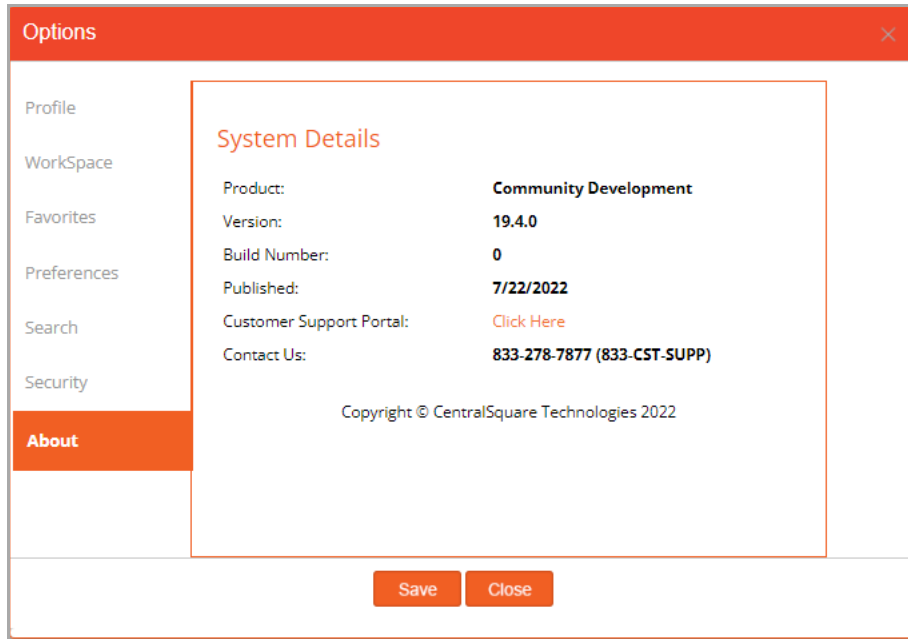 Options
Profile
WorkSpace
Favorites
Preferences
Search
Security
About
System Details
Product: Community Development
Version: 19.4.0
Build Number: 0
Published: 7/22/2022
Customer Support Portal: Click Here
Contact Us: 833-278-7877 (833-CST-SUPP)
Copyright © CentralSquare Technologies 2022
Save Close